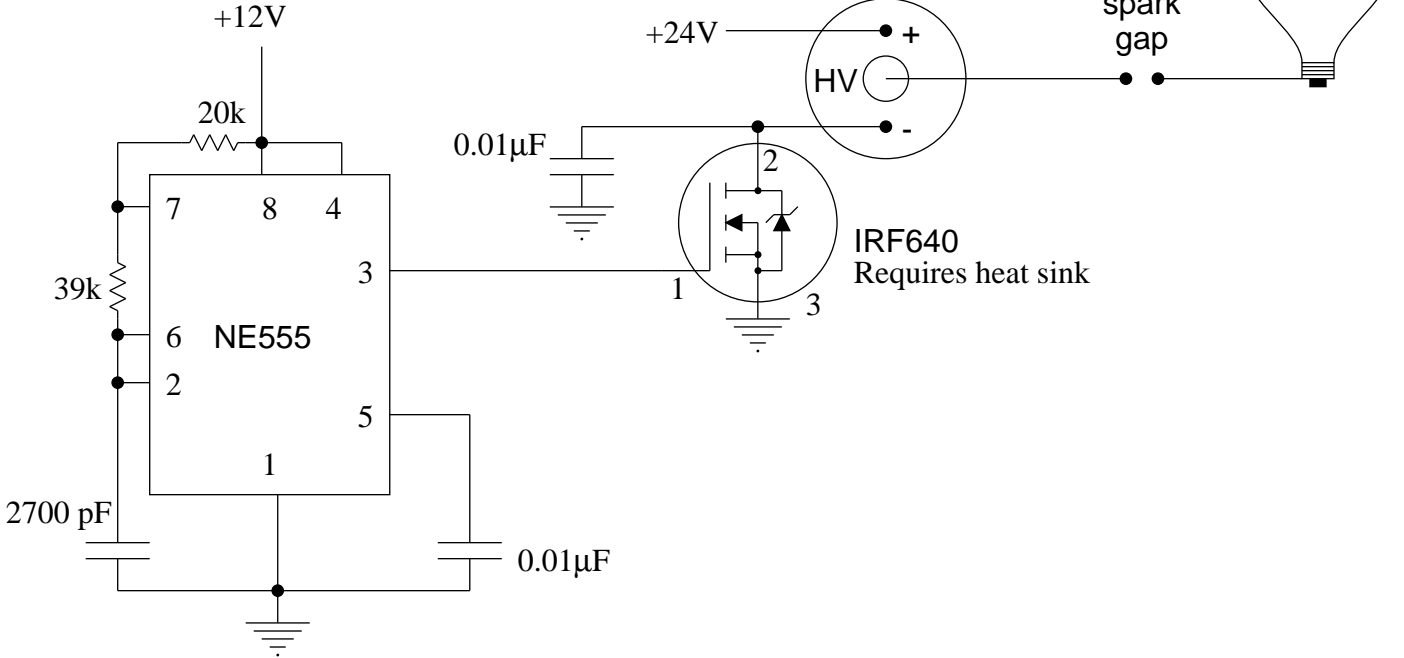 +12V
spark
gap
+24V
+
HV
-
20k
0.01µF
2
7
8
4
IRF640
Requires heat sink
3
39k
1
3
6
NE555
2
5
1
2700 pF
0.01µF